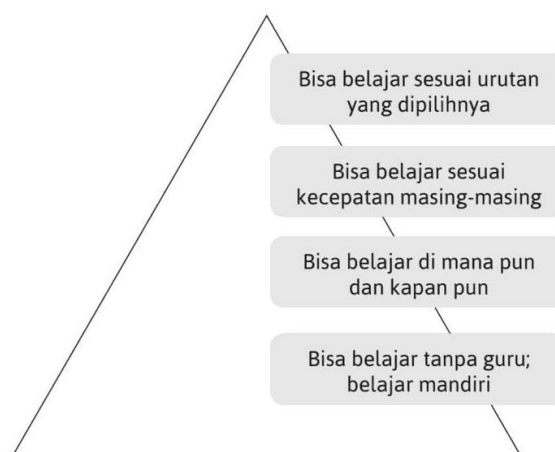 Bisa belajar sesuai urutan
yang dipilihnya
Bisa belajar sesuai
kecepatan masing-masing
Bisa belajar di mana pun
dan kapan pun
Bisa belajar tanpa guru;
belajar mandiri